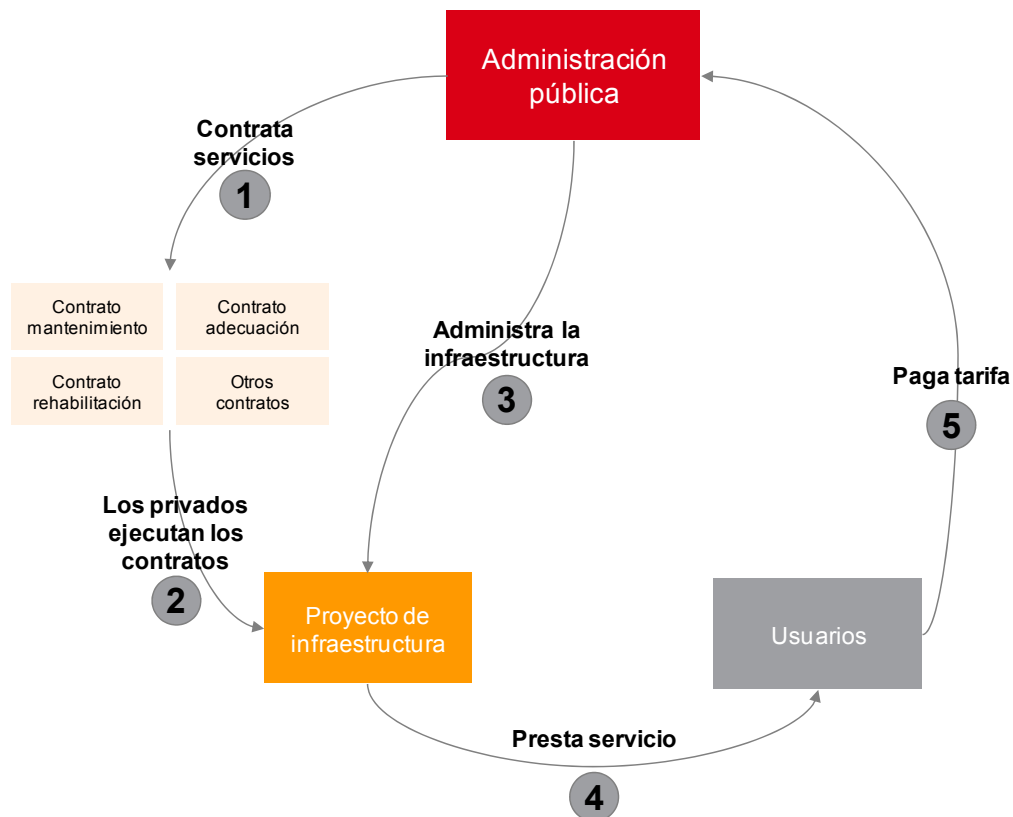 Administración
pública
Contrata
servicios
1
Contrato
mantenimiento
Contrato
adecuación
Contrato
rehabilitación
Otros
contratos
Administra la
infraestructura
3
Paga tarifa
5
Los privados
ejecutan los
contratos
2
Proyecto de
infraestructura
Usuarios
Presta servicio
4